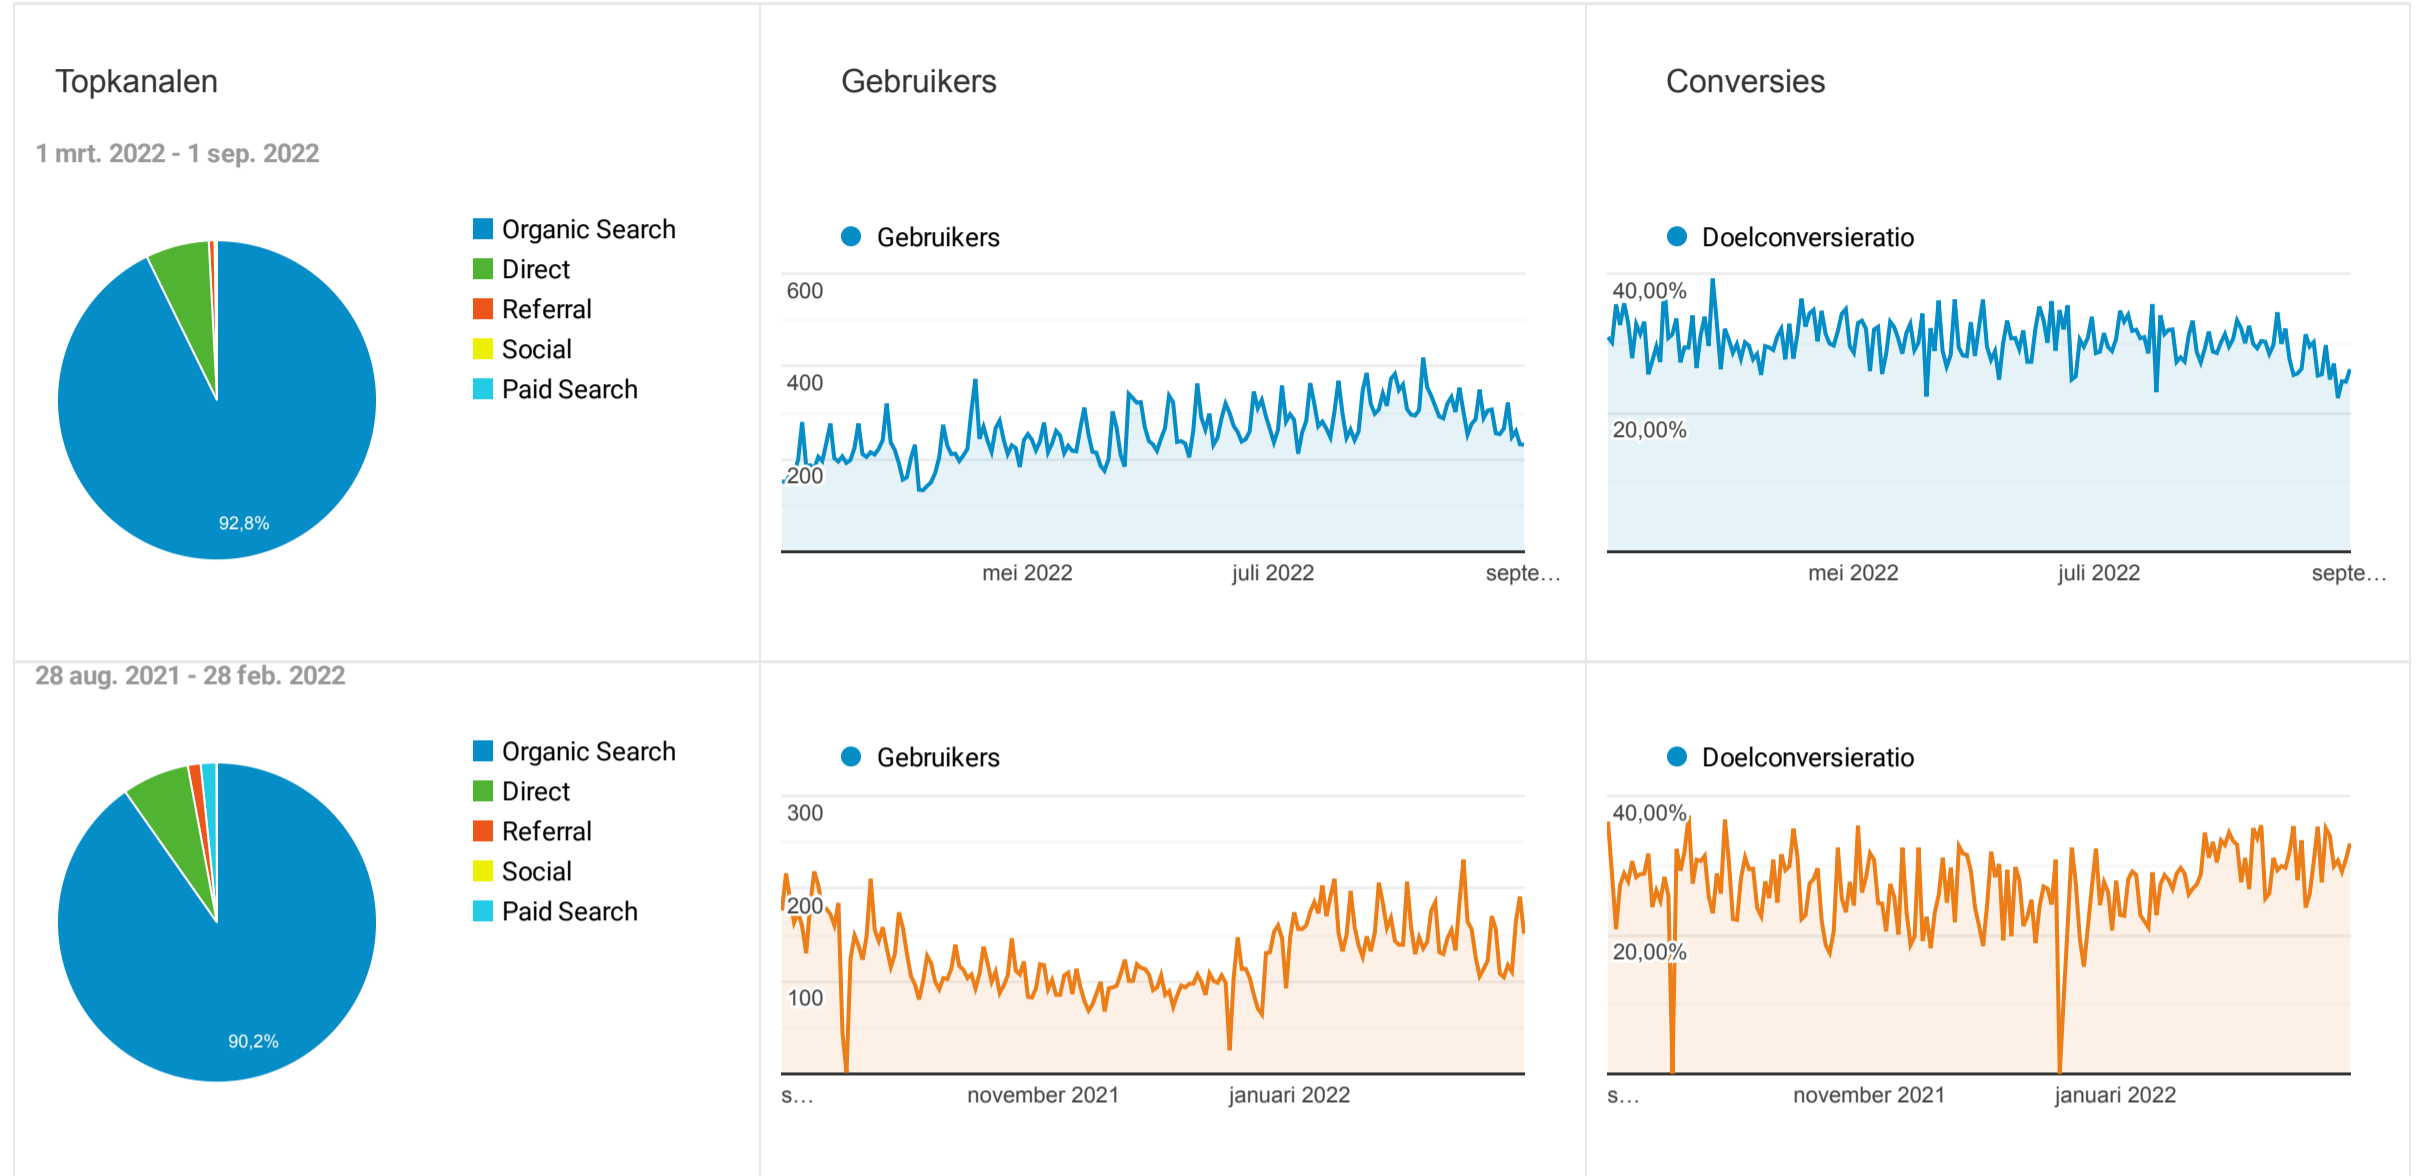 Topkanalen
Gebruikers
Conversies
1 mrt. 2022 - 1 sep. 2022
Organic Search
Direct
Referral
Social
Paid Search
92,8%
Gebruikers
600
400
200
mei 2022
juli 2022
septe…
Doelconversieratio
40,00%
20,00%
mei 2022
juli 2022
septe…
28 aug. 2021 - 28 feb. 2022
Organic Search
Direct
Referral
Social
Paid Search
90,2%
Gebruikers
300
200
100
s…
november 2021
januari 2022
Doelconversieratio
40,00%
20,00%
s…
november 2021
januari 2022